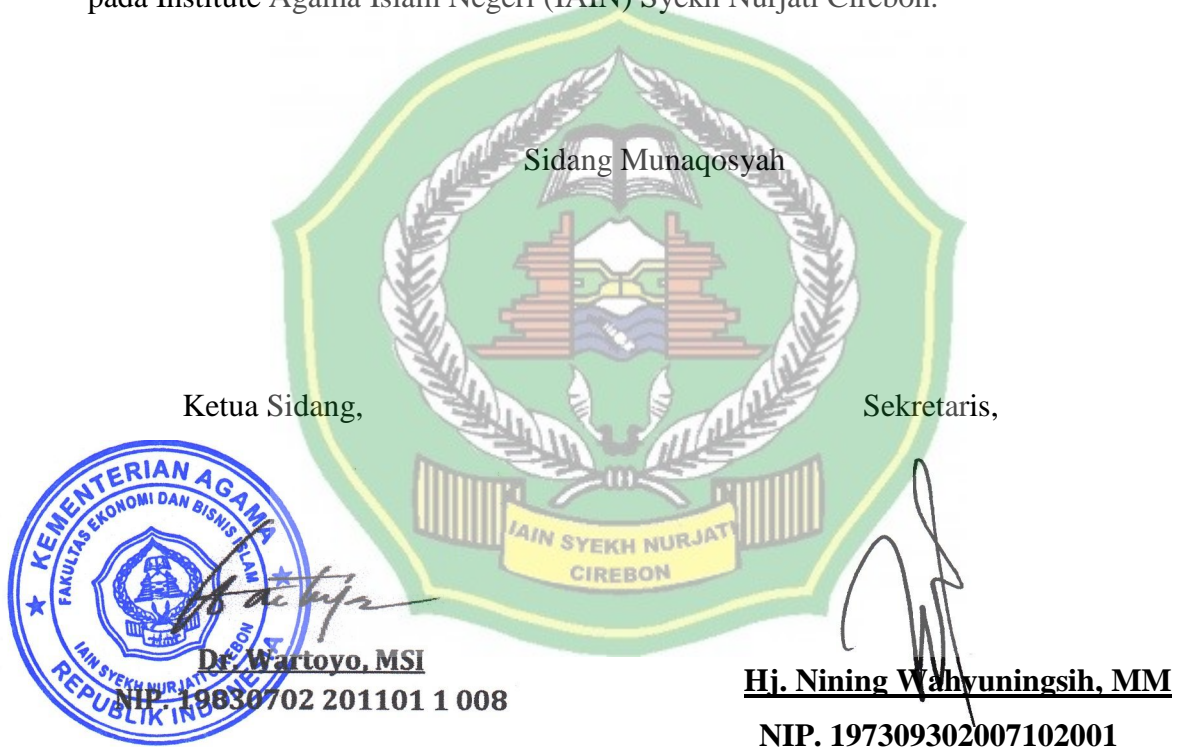 pada Institute Agama Islam Negeri (IAIN) Syekh Nurjati Cirebon.
Sidang Munaqosyah
Ketua Sidang,
Sekretaris,
IAIN SYEKH NURJATI
CIREBON
KEMENTERIAN AGAMA
FAKULTAS EKONOMI DAN BISNIS ISLAM
IAIN SYEKH NURJATI CIREBON
REPUBLIK INDONESIA
Dr. Wartoyo, MSI
NIP. 19830702 201101 1 008
Hj. Nining Wahyuningsih, MM
NIP. 197309302007102001